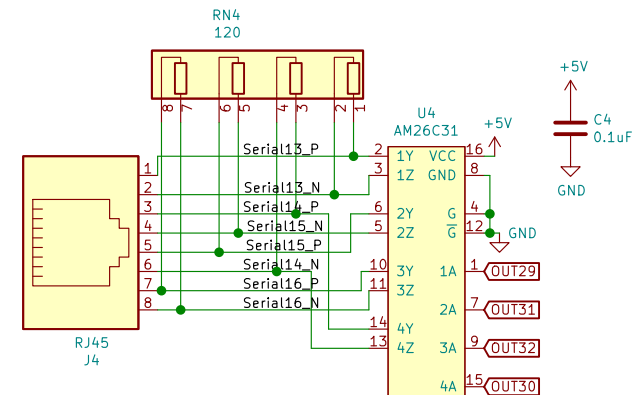 RN4
120
8 7 6 5 4 3 2 1
+5V
C4
0.1uF
GND
U4
AM26C31
+5V
Serial13_P
Serial13_N
Serial14_P
Serial15_N
Serial15_P
Serial14_N
Serial16_P
Serial16_N
1
2
3
4
5
6
7
8
RJ45
J4
2 1Y VCC 16
3 1Z GND 8
6 2Y G 4
5 2Z G 12 GND
10 3Y 1A 1 OUT29
11 3Z
2A 7 OUT31
14 4Y
13 4Z 3A 9 OUT32
4A 15 OUT30